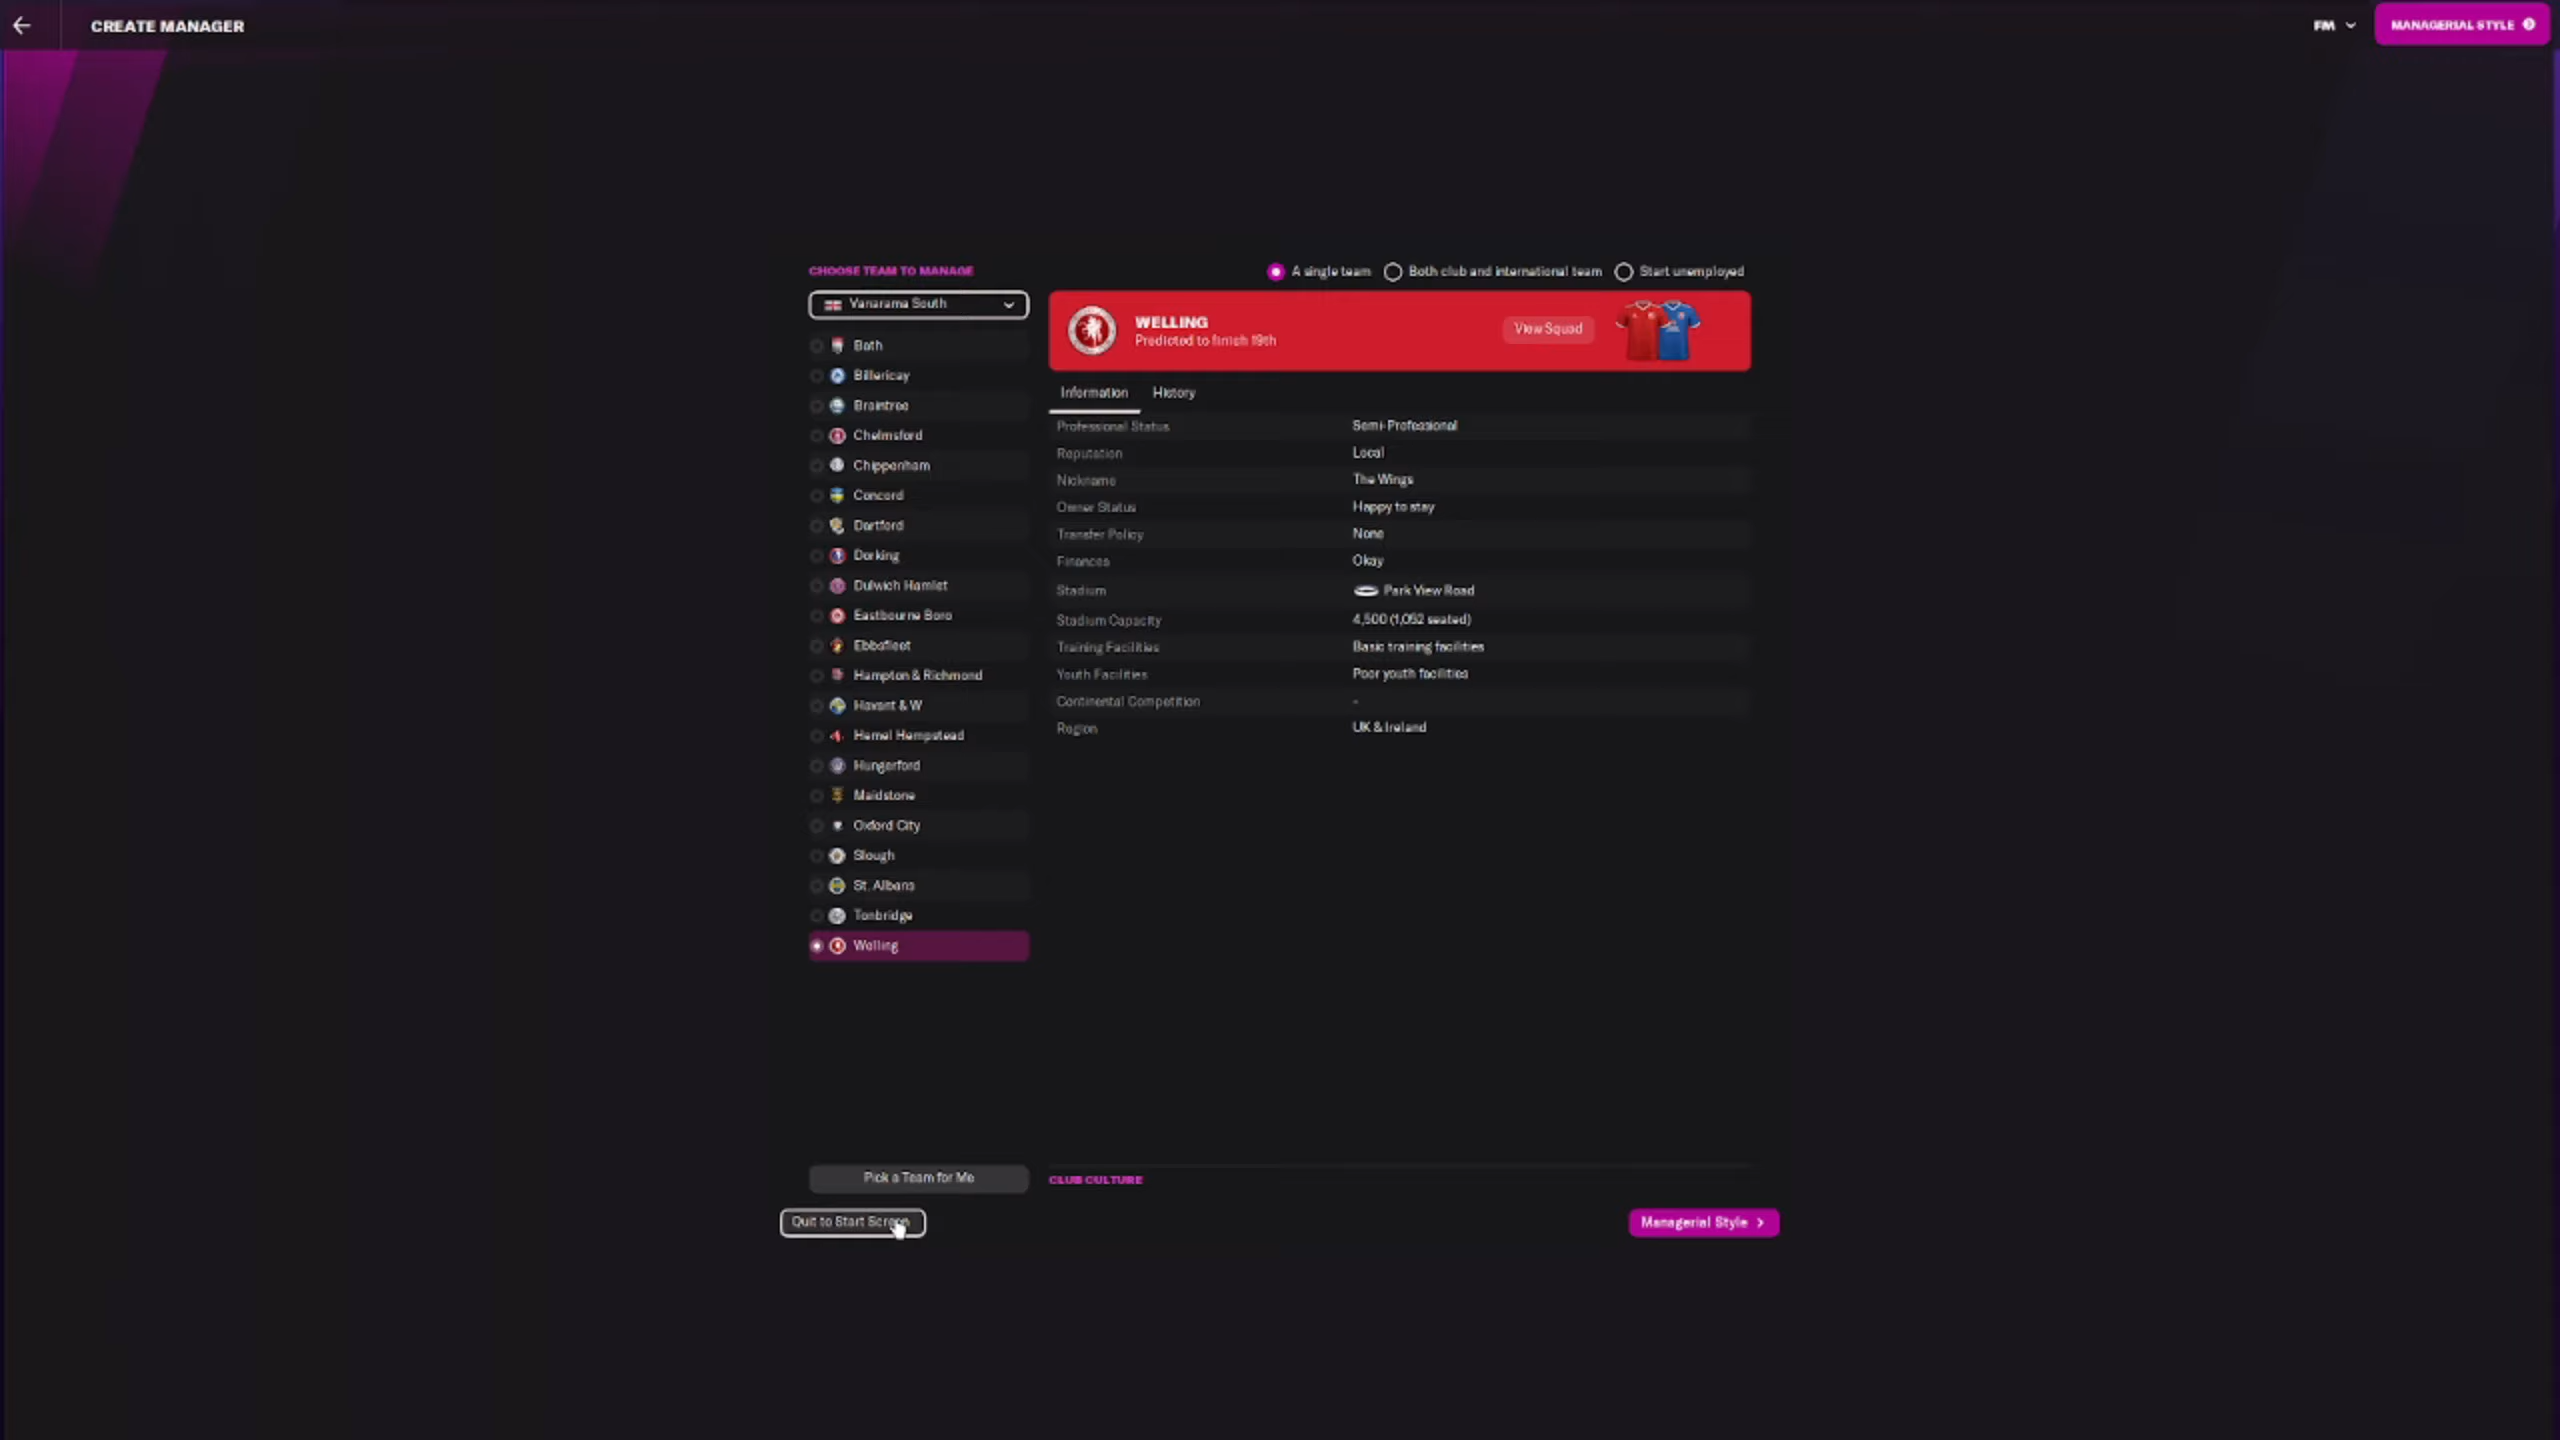 CREATE MANAGER
FM
MANAGERIAL STYLE
CHOOSE TEAM TO MANAGE
A single team
Both club and international team
Start unemployed
Vanarama South
WELLING
Predicted to finish 19th
View Squad
Bath
Billericay
Braintree
Chelmsford
Chippenham
Concord
Dartford
Dorking
Dulwich Hamlet
Eastbourne Boro
Ebbsfleet
Hampton & Richmond
Havant & W
Hemel Hempstead
Hungerford
Maidstone
Oxford City
Slough
St. Albans
Tonbridge
Welling
Information
History
Professional Status
Semi-Professional
Reputation
Local
Nickname
The Wings
Owner Status
Happy to stay
Transfer Policy
None
Finances
Okay
Stadium
Park View Road
Stadium Capacity
4,500 (1,052 seated)
Training Facilities
Basic training facilities
Youth Facilities
Poor youth facilities
Continental Competition
-
Region
UK & Ireland
Pick a Team for Me
CLUB CULTURE
Quit to Start Screen
Managerial Style